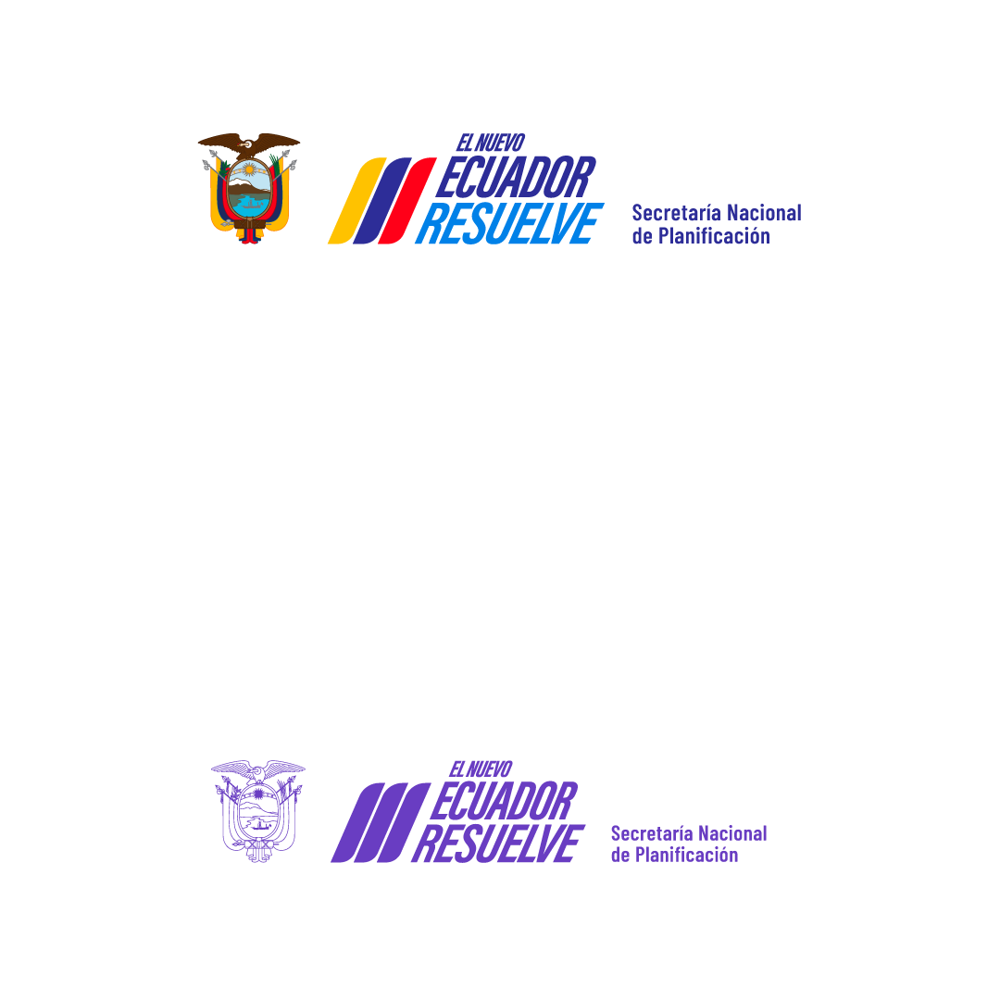 EL NUEVO
ECUADOR
RESUELVE
Secretaría Nacional
de Planificación
EL NUEVO
ECUADOR
RESUELVE
Secretaría Nacional
de Planificación